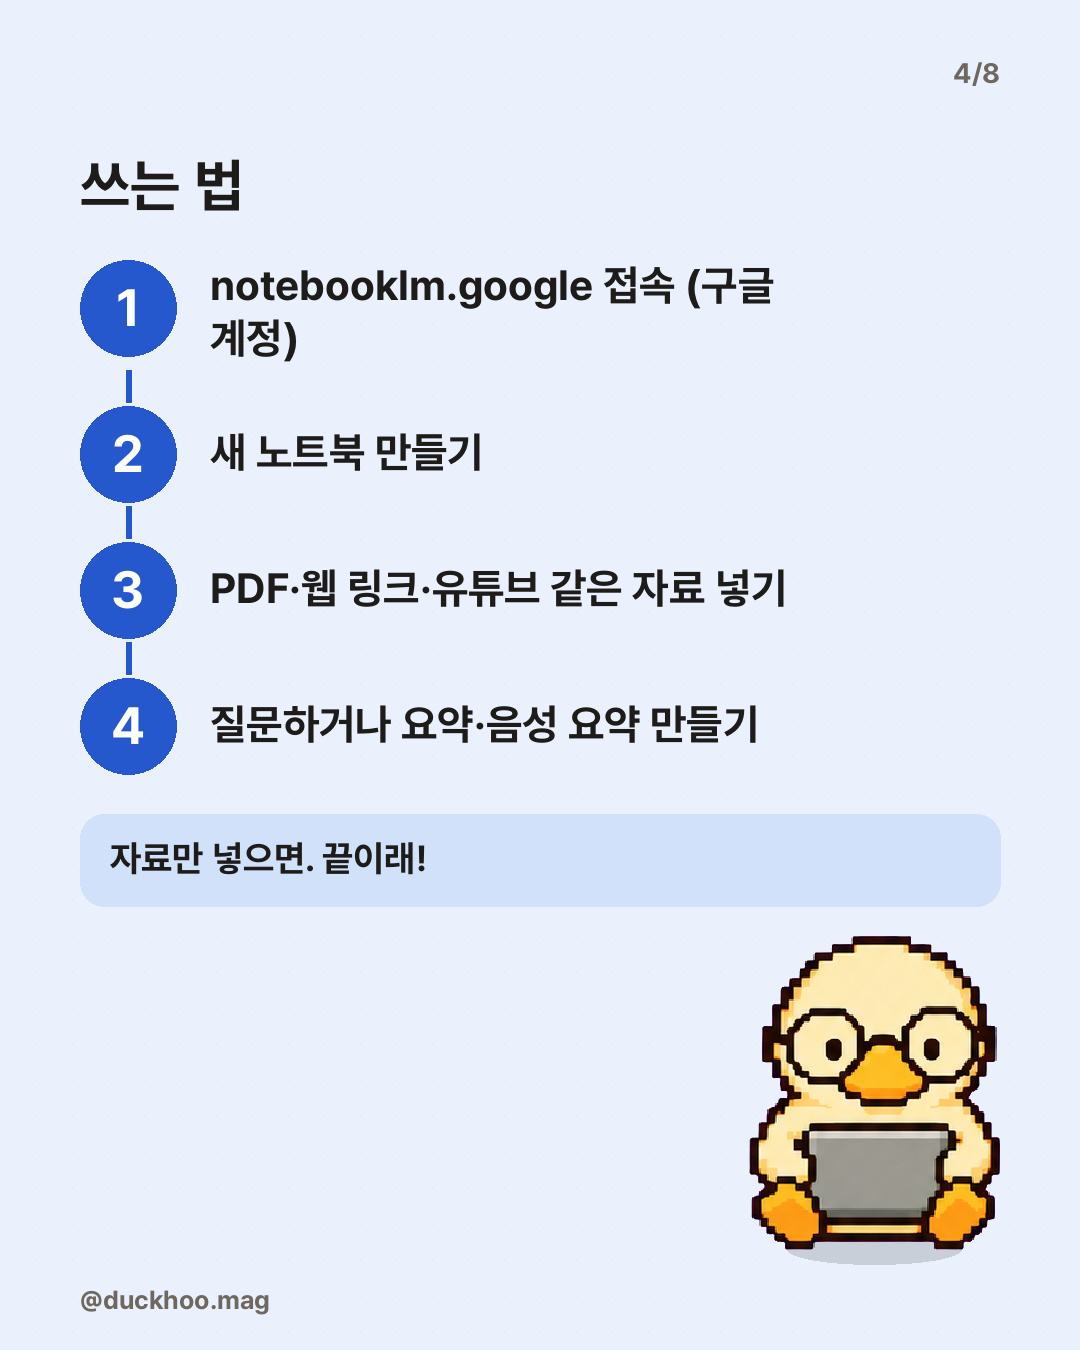 4/8
쓰는 법
1
notebooklm.google 접속 (구글
계정)
2
새 노트북 만들기
3
PDF·웹 링크·유튜브 같은 자료 넣기
4
질문하거나 요약·음성 요약 만들기
자료만 넣으면. 끝이래!
@duckhoo.mag